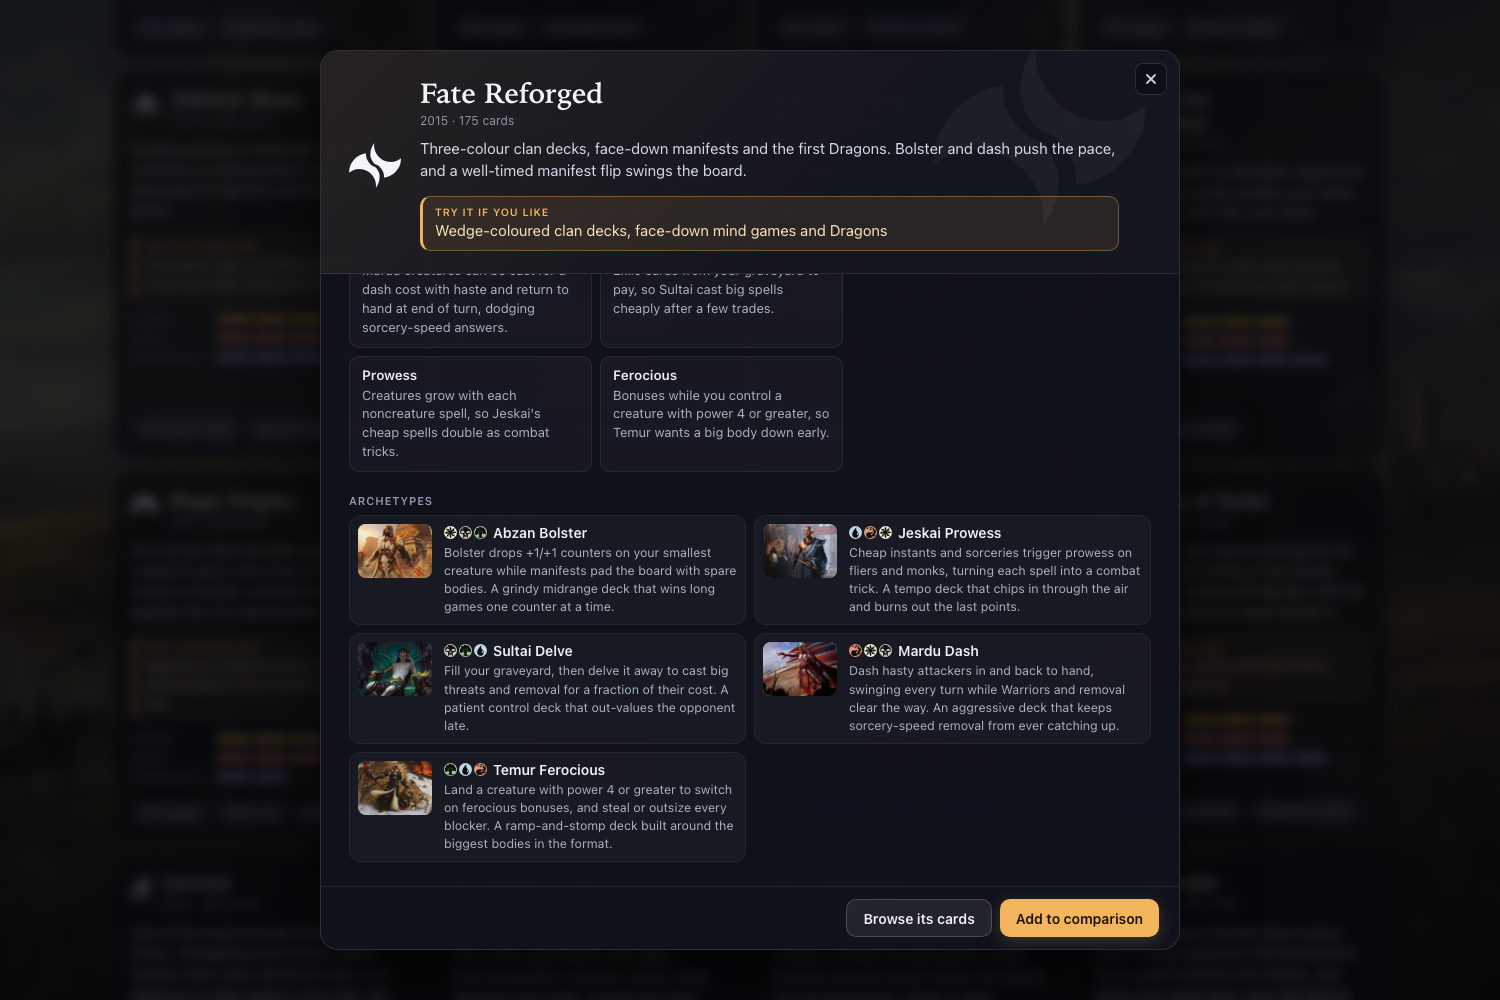 Fate Reforged
2015 · 175 cards
Three-colour clan decks, face-down manifests and the first Dragons. Bolster and dash push the pace,
and a well-timed manifest flip swings the board.
TRY IT IF YOU LIKE
Wedge-coloured clan decks, face-down mind games and Dragons
Mardu creatures can be cast for a
dash cost with haste and return to
hand at end of turn, dodging
sorcery-speed answers.
Exile cards from your graveyard to
pay, so Sultai cast big spells
cheaply after a few trades.
Prowess
Creatures grow with each
noncreature spell, so Jeskai's
cheap spells double as combat
tricks.
Ferocious
Bonuses while you control a
creature with power 4 or greater, so
Temur wants a big body down early.
ARCHETYPES
Abzan Bolster
Bolster drops +1/+1 counters on your smallest
creature while manifests pad the board with spare
bodies. A grindy midrange deck that wins long
games one counter at a time.
Jeskai Prowess
Cheap instants and sorceries trigger prowess on
fliers and monks, turning each spell into a combat
trick. A tempo deck that chips in through the air
and burns out the last points.
Sultai Delve
Fill your graveyard, then delve it away to cast big
threats and removal for a fraction of their cost. A
patient control deck that out-values the opponent
late.
Mardu Dash
Dash hasty attackers in and back to hand,
swinging every turn while Warriors and removal
clear the way. An aggressive deck that keeps
sorcery-speed removal from ever catching up.
Temur Ferocious
Land a creature with power 4 or greater to switch
on ferocious bonuses, and steal or outsize every
blocker. A ramp-and-stomp deck built around the
biggest bodies in the format.
Browse its cards
Add to comparison